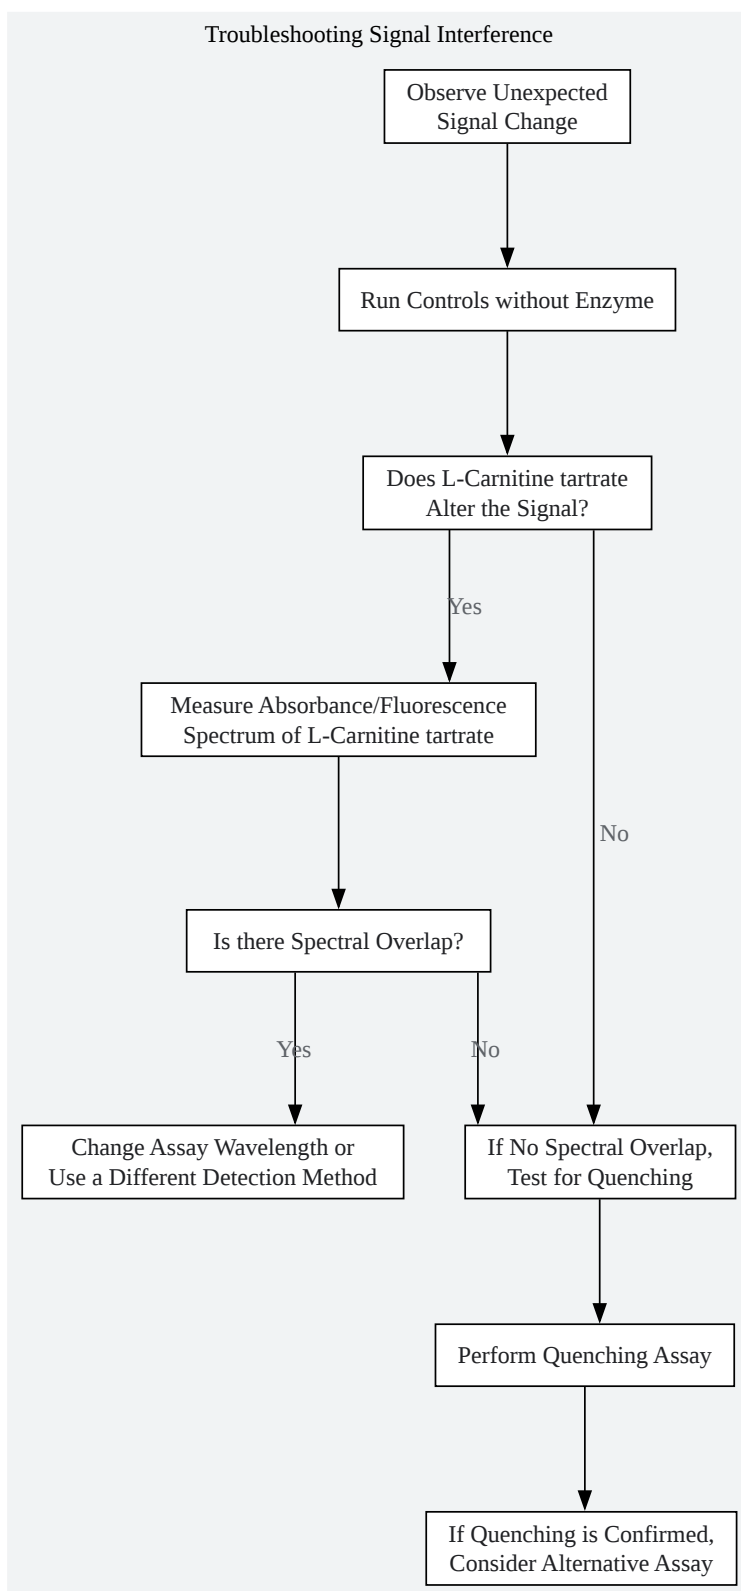 Troubleshooting Signal Interference
Observe Unexpected
Signal Change
Run Controls without Enzyme
Does L-Carnitine tartrate
Alter the Signal?
Yes
Measure Absorbance/Fluorescence
Spectrum of L-Carnitine tartrate
No
Is there Spectral Overlap?
Yes
No
Change Assay Wavelength or
Use a Different Detection Method
If No Spectral Overlap,
Test for Quenching
Perform Quenching Assay
If Quenching is Confirmed,
Consider Alternative Assay